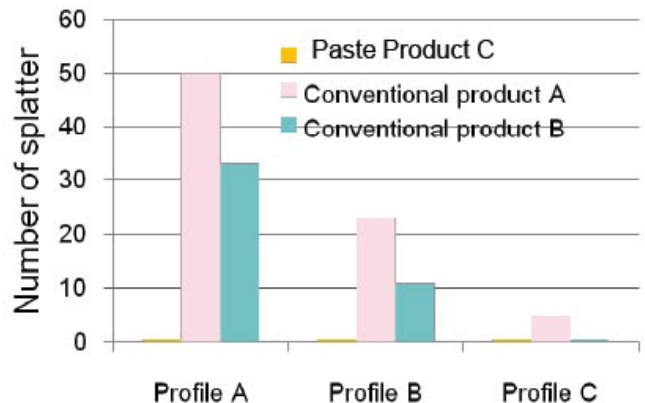 60
50
40
30
20
10
0
Number of splatter
Paste Product C
Conventional product A
Conventional product B
Profile A Profile B Profile C